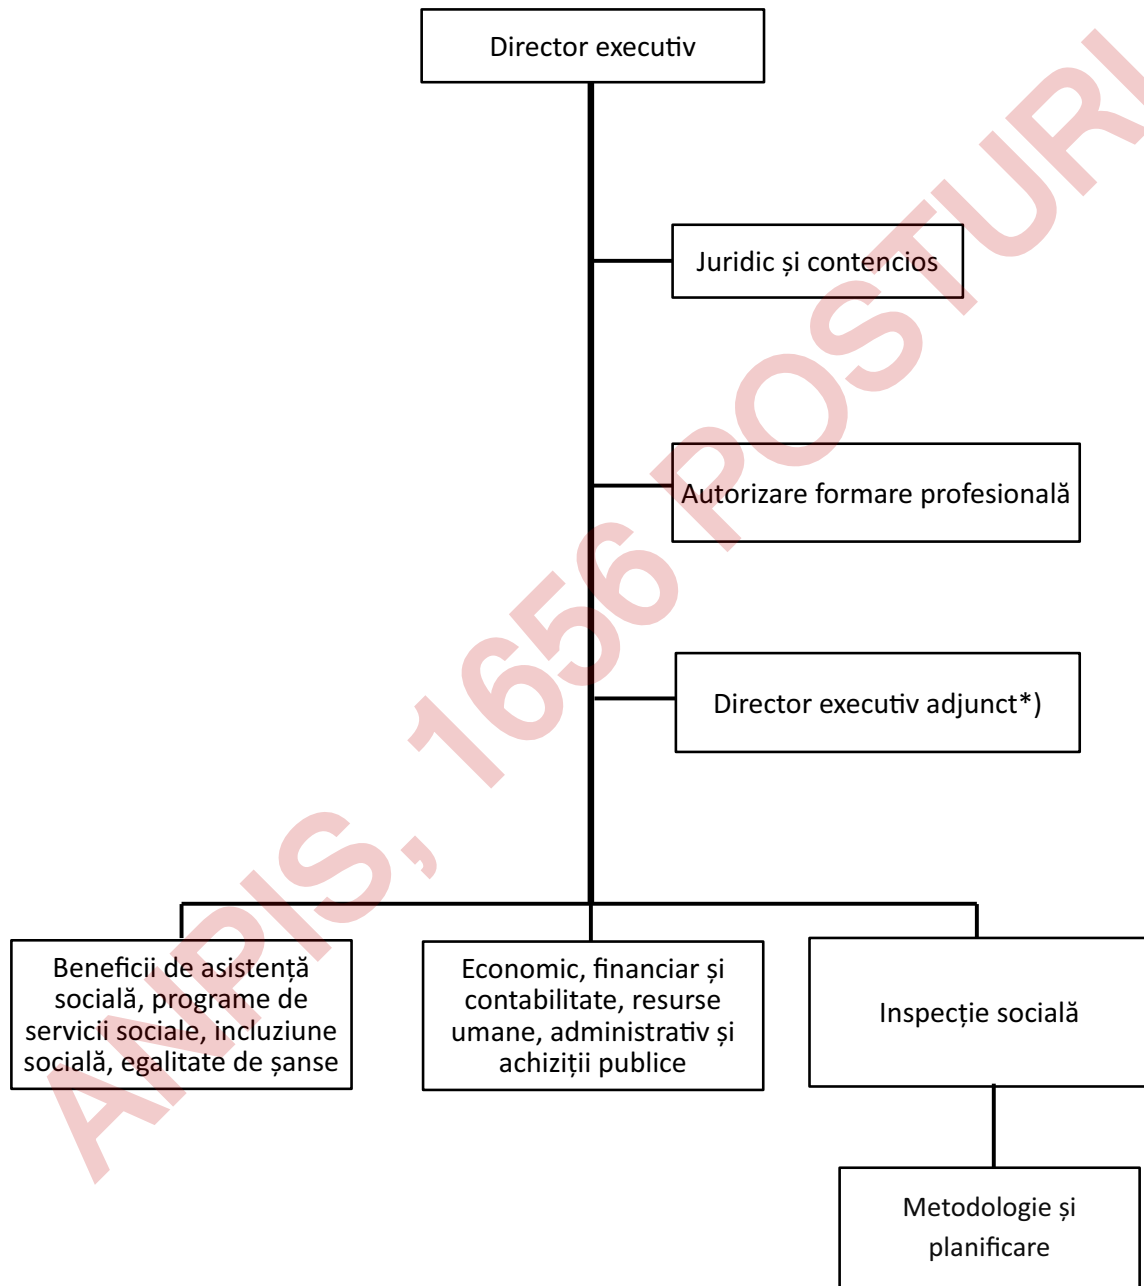 Director executiv
Juridic și contencios
Autorizare formare profesională
Director executiv adjunct*)
Beneficii de asistență
socială, programe de
servicii sociale, incluziune
socială, egalitate de șanse
Economic, financiar și
contabilitate, resurse
umane, administrativ și
achiziții publice
Inspecție socială
Metodologie și
planificare
ANPIS, 1656 POSTURI